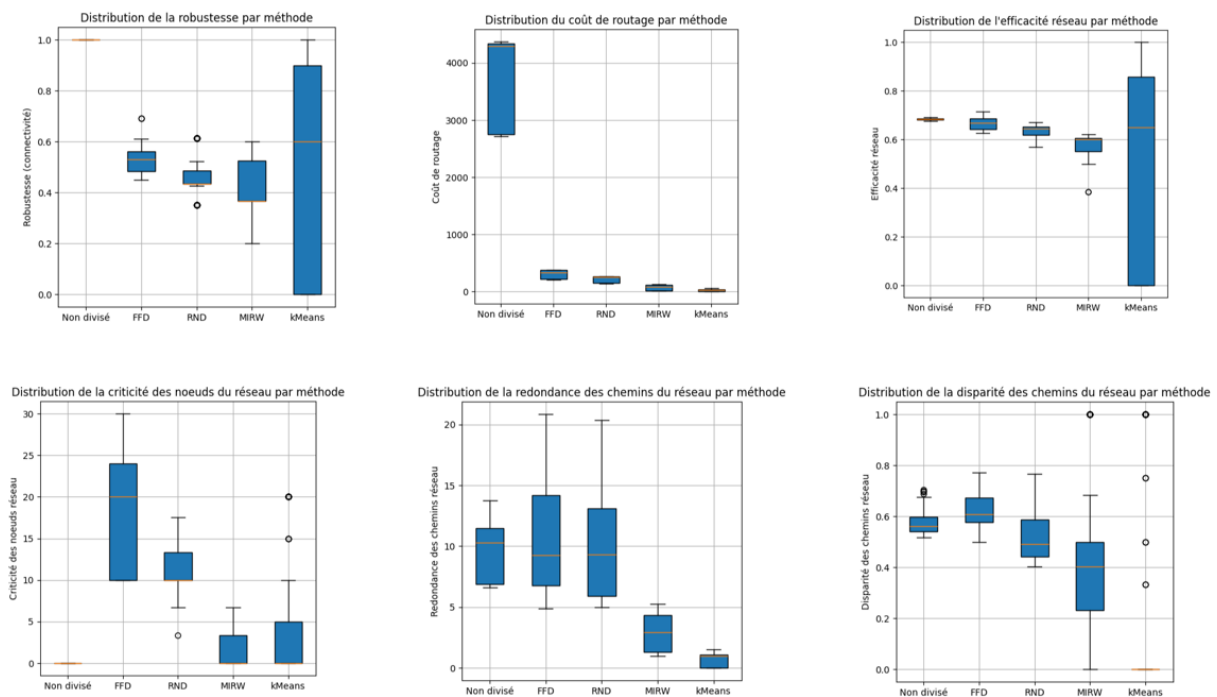 Distribution de la robustesse par méthode
Robustesse (connectivité)
1.0
0.8
0.6
0.4
0.2
0.0
Non divisé FFD RND MIRW kMeans
Distribution du coût de routage par méthode
Coût de routage
4000
3000
2000
1000
0
Non divisé FFD RND MIRW kMeans
Distribution de l'efficacité réseau par méthode
Efficacité réseau
1.0
0.8
0.6
0.4
0.2
0.0
Non divisé FFD RND MIRW kMeans
Distribution de la criticité des noeuds du réseau par méthode
Criticité des noeuds réseau
30
25
20
15
10
5
0
Non divisé FFD RND MIRW kMeans
Distribution de la redondance des chemins du réseau par méthode
Redondance des chemins réseau
20
15
10
5
0
Non divisé FFD RND MIRW kMeans
Distribution de la disparité des chemins du réseau par méthode
Disparité des chemins réseau
1.0
0.8
0.6
0.4
0.2
0.0
Non divisé FFD RND MIRW kMeans